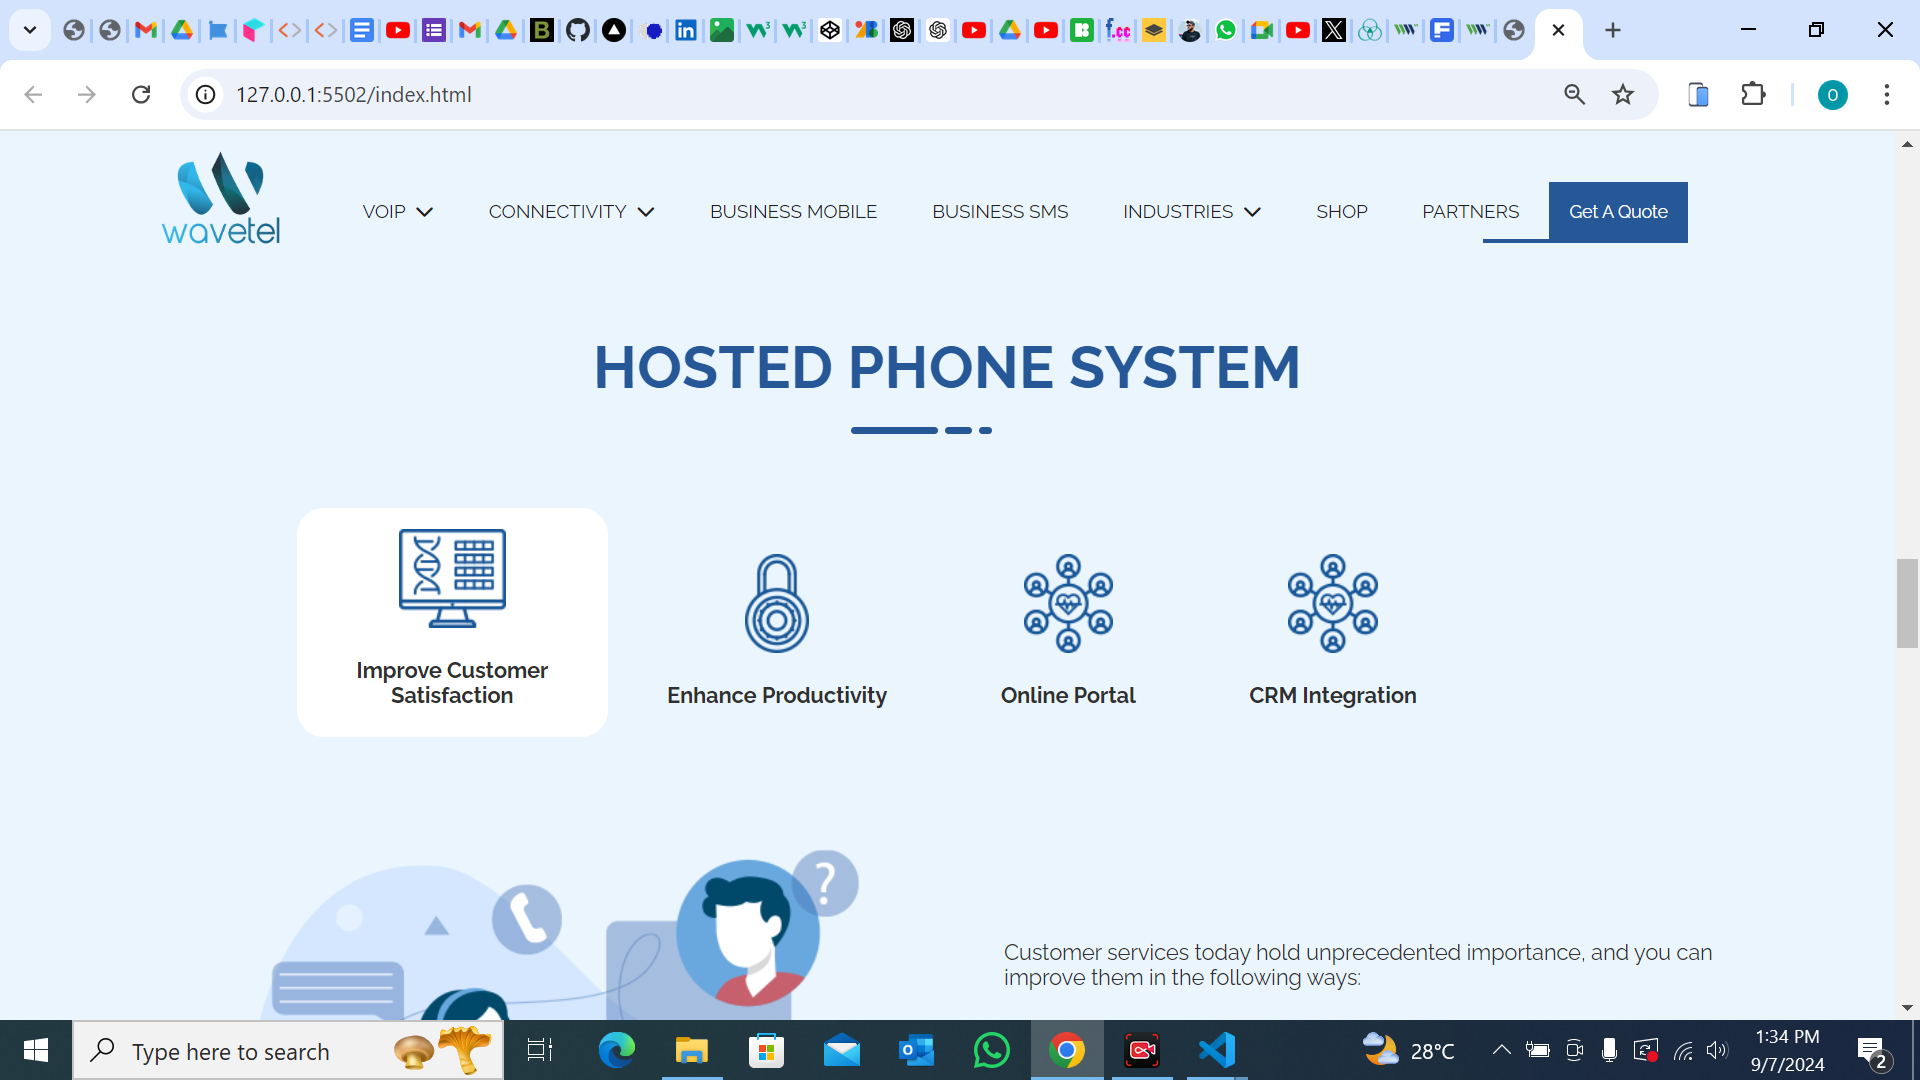 127.0.0.1:5502/index.html
O
wavetel
VOIP
CONNECTIVITY
BUSINESS MOBILE
BUSINESS SMS
INDUSTRIES
SHOP
PARTNERS
Get A Quote
HOSTED PHONE SYSTEM
Improve Customer
Satisfaction
Enhance Productivity
Online Portal
CRM Integration
?
Customer services today hold unprecedented importance, and you can
improve them in the following ways:
Type here to search
28°C
1:34 PM
9/7/2024
2